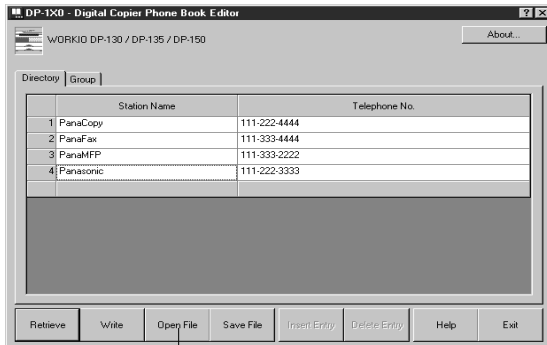 DP-1X0 - Digital Copier Phone Book Editor
WORKIO DP-130 / DP-135 / DP-150
About...
Directory Group
Station Name Telephone No.
1 PanaCopy 111-222-4444
2 PanaFax 111-333-4444
3 PanaMFP 111-333-2222
4 Panasonic 111-222-3333
Retrieve Write Open File Save File Insert Entry Delete Entry Help Exit